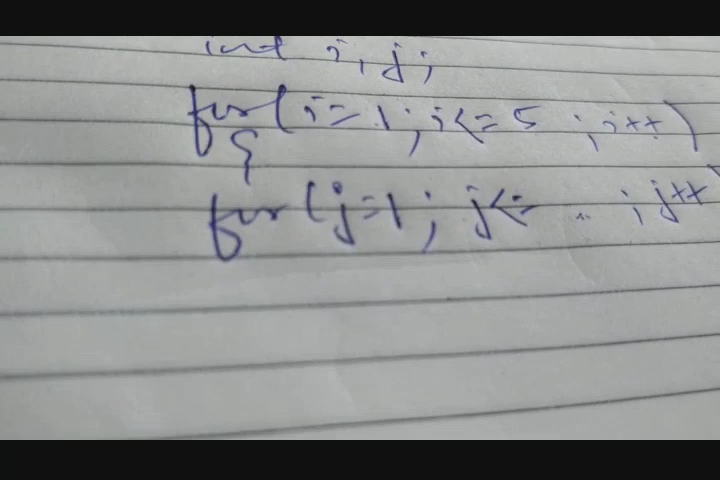 int i, j;
for(i=1; i<=5 ; i++)
{
for(j=1; j<= .. ; j++